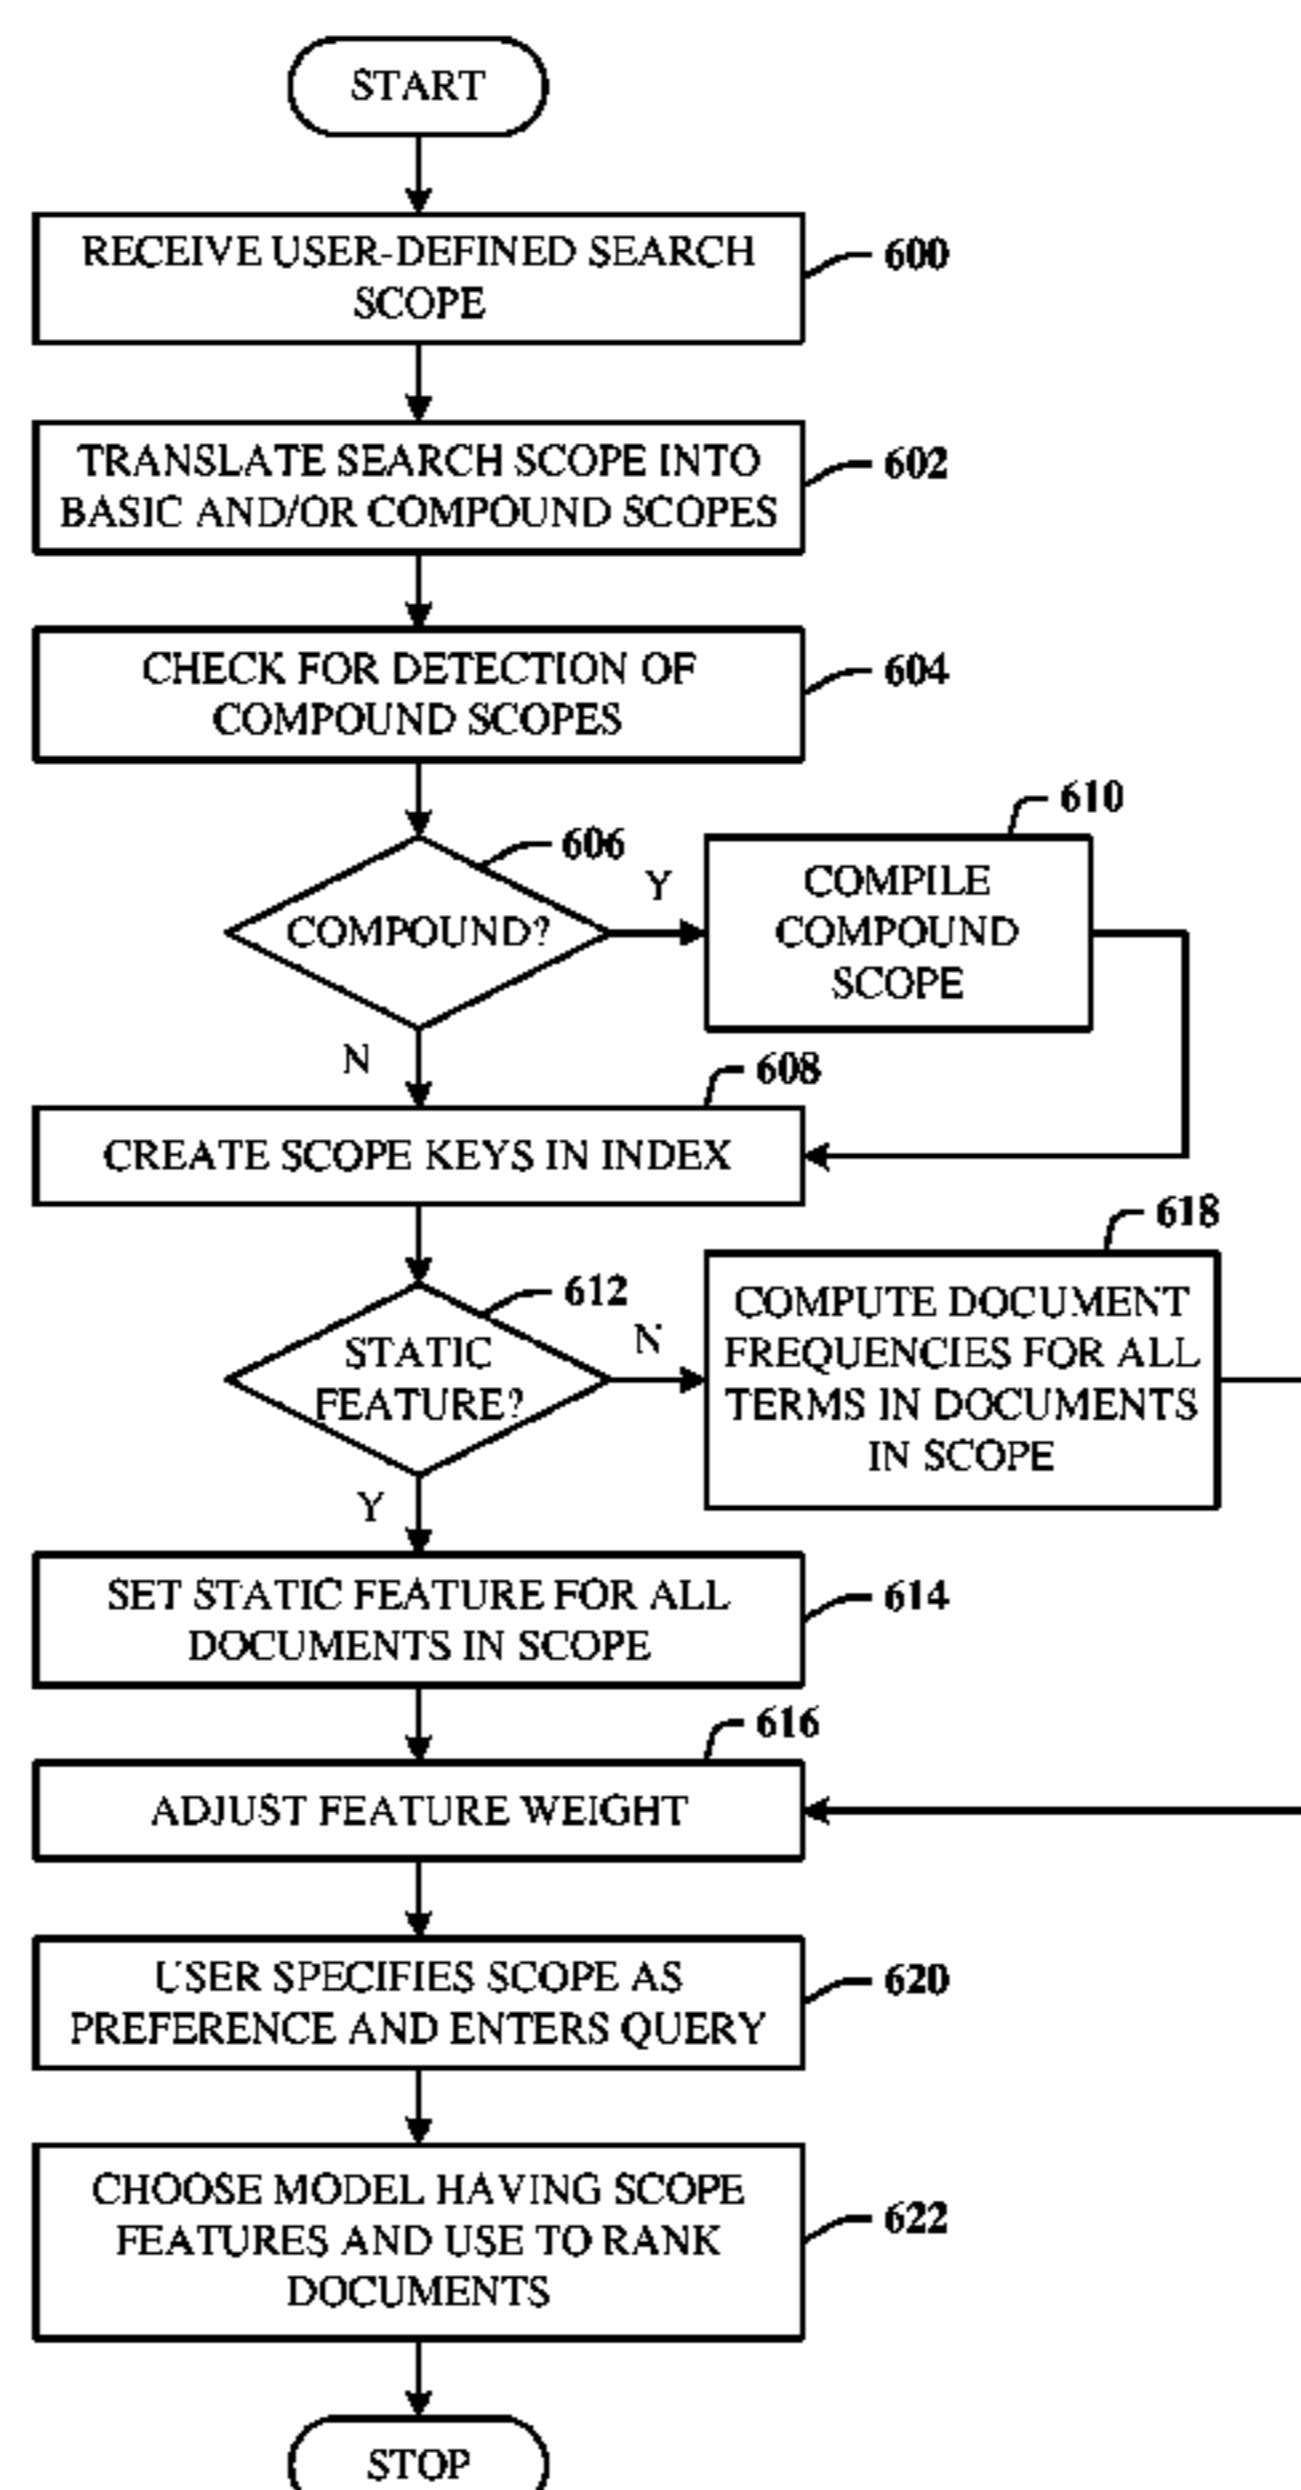 START
RECEIVE USER-DEFINED SEARCH
SCOPE
600
TRANSLATE SEARCH SCOPE INTO
BASIC AND/OR COMPOUND SCOPES
602
CHECK FOR DETECTION OF
COMPOUND SCOPES
604
COMPOUND?
606
Y
COMPILE
COMPOUND
SCOPE
610
N
CREATE SCOPE KEYS IN INDEX
608
STATIC
FEATURE?
612
N
COMPUTE DOCUMENT
FREQUENCIES FOR ALL
TERMS IN DOCUMENTS
IN SCOPE
618
Y
SET STATIC FEATURE FOR ALL
DOCUMENTS IN SCOPE
614
ADJUST FEATURE WEIGHT
616
USER SPECIFIES SCOPE AS
PREFERENCE AND ENTERS QUERY
620
CHOOSE MODEL HAVING SCOPE
FEATURES AND USE TO RANK
DOCUMENTS
622
STOP